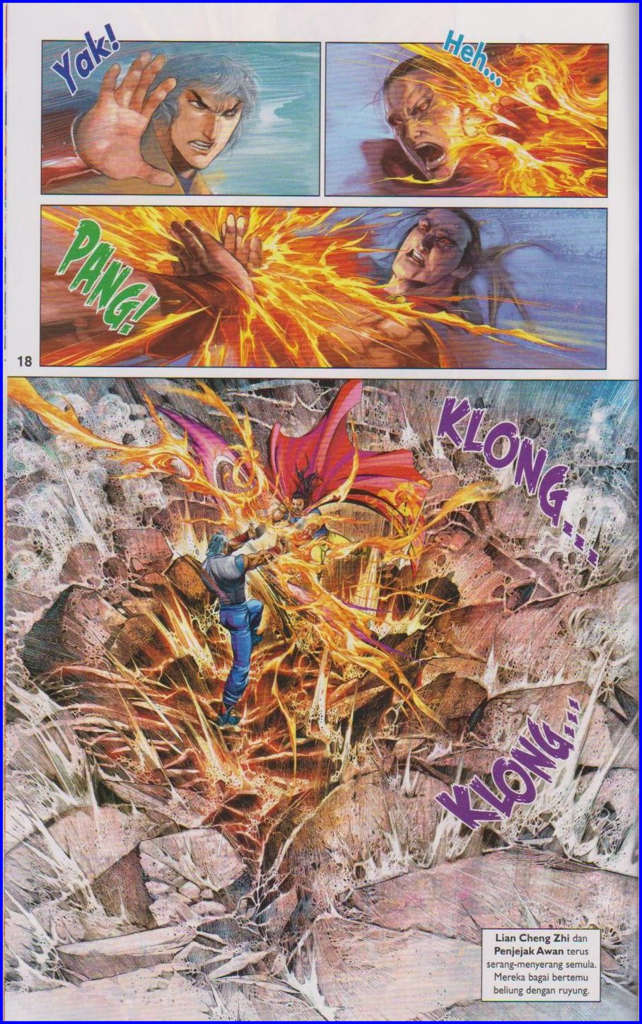 Yak!
Heh...
PANG!
18
KLONG...
KLONG...
Lian Cheng Zhi dan
Penjejak Awan terus
serang-menyerang semula.
Mereka bagai bertemu
beliung dengan ruyung.